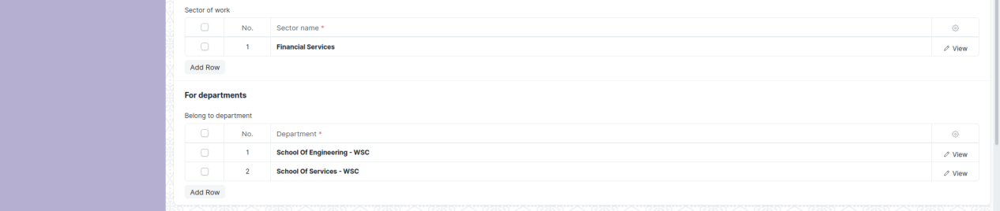 Sector of work
No. Sector name *
1 Financial Services View
Add Row
For departments
Belong to department
No. Department *
1 School Of Engineering - WSC View
2 School Of Services - WSC View
Add Row